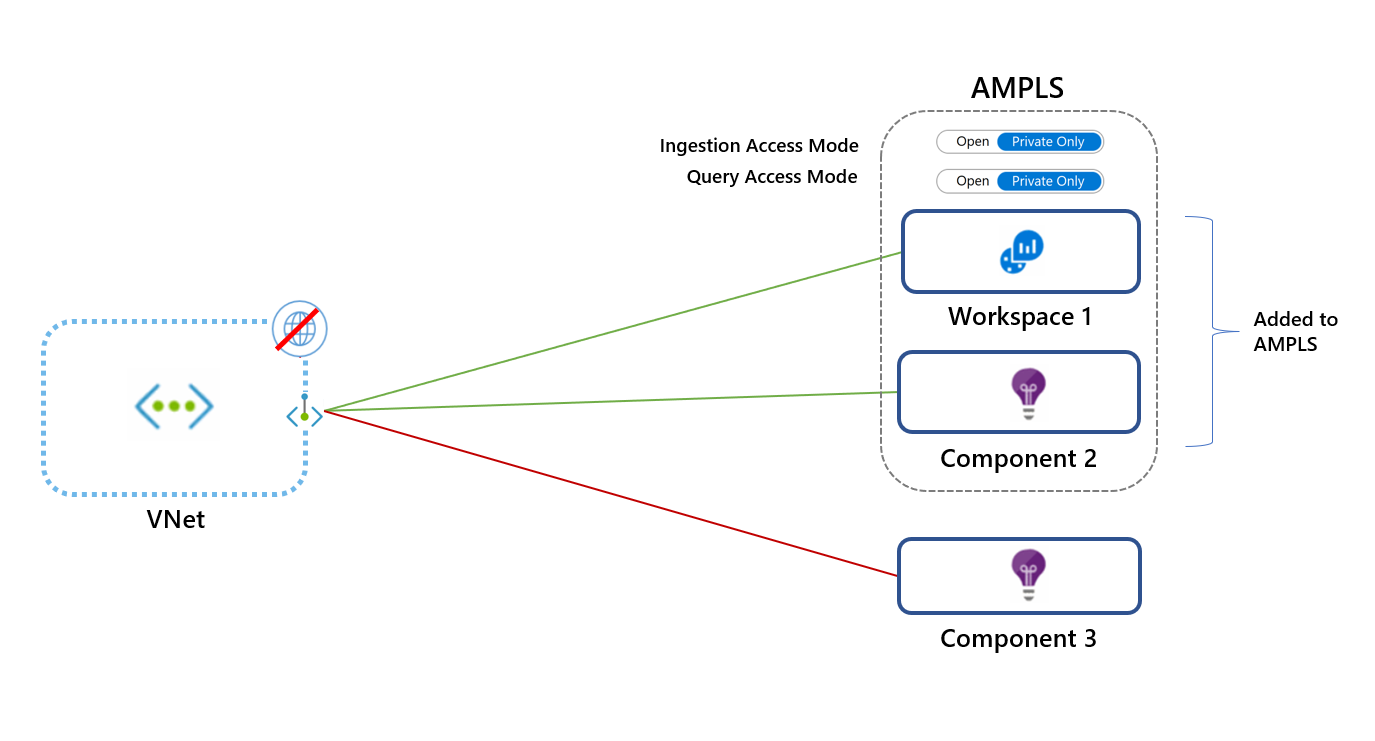 AMPLS
Ingestion Access Mode
Open Private Only
Query Access Mode
Open Private Only
Workspace 1
Added to
AMPLS
Component 2
VNet
Component 3